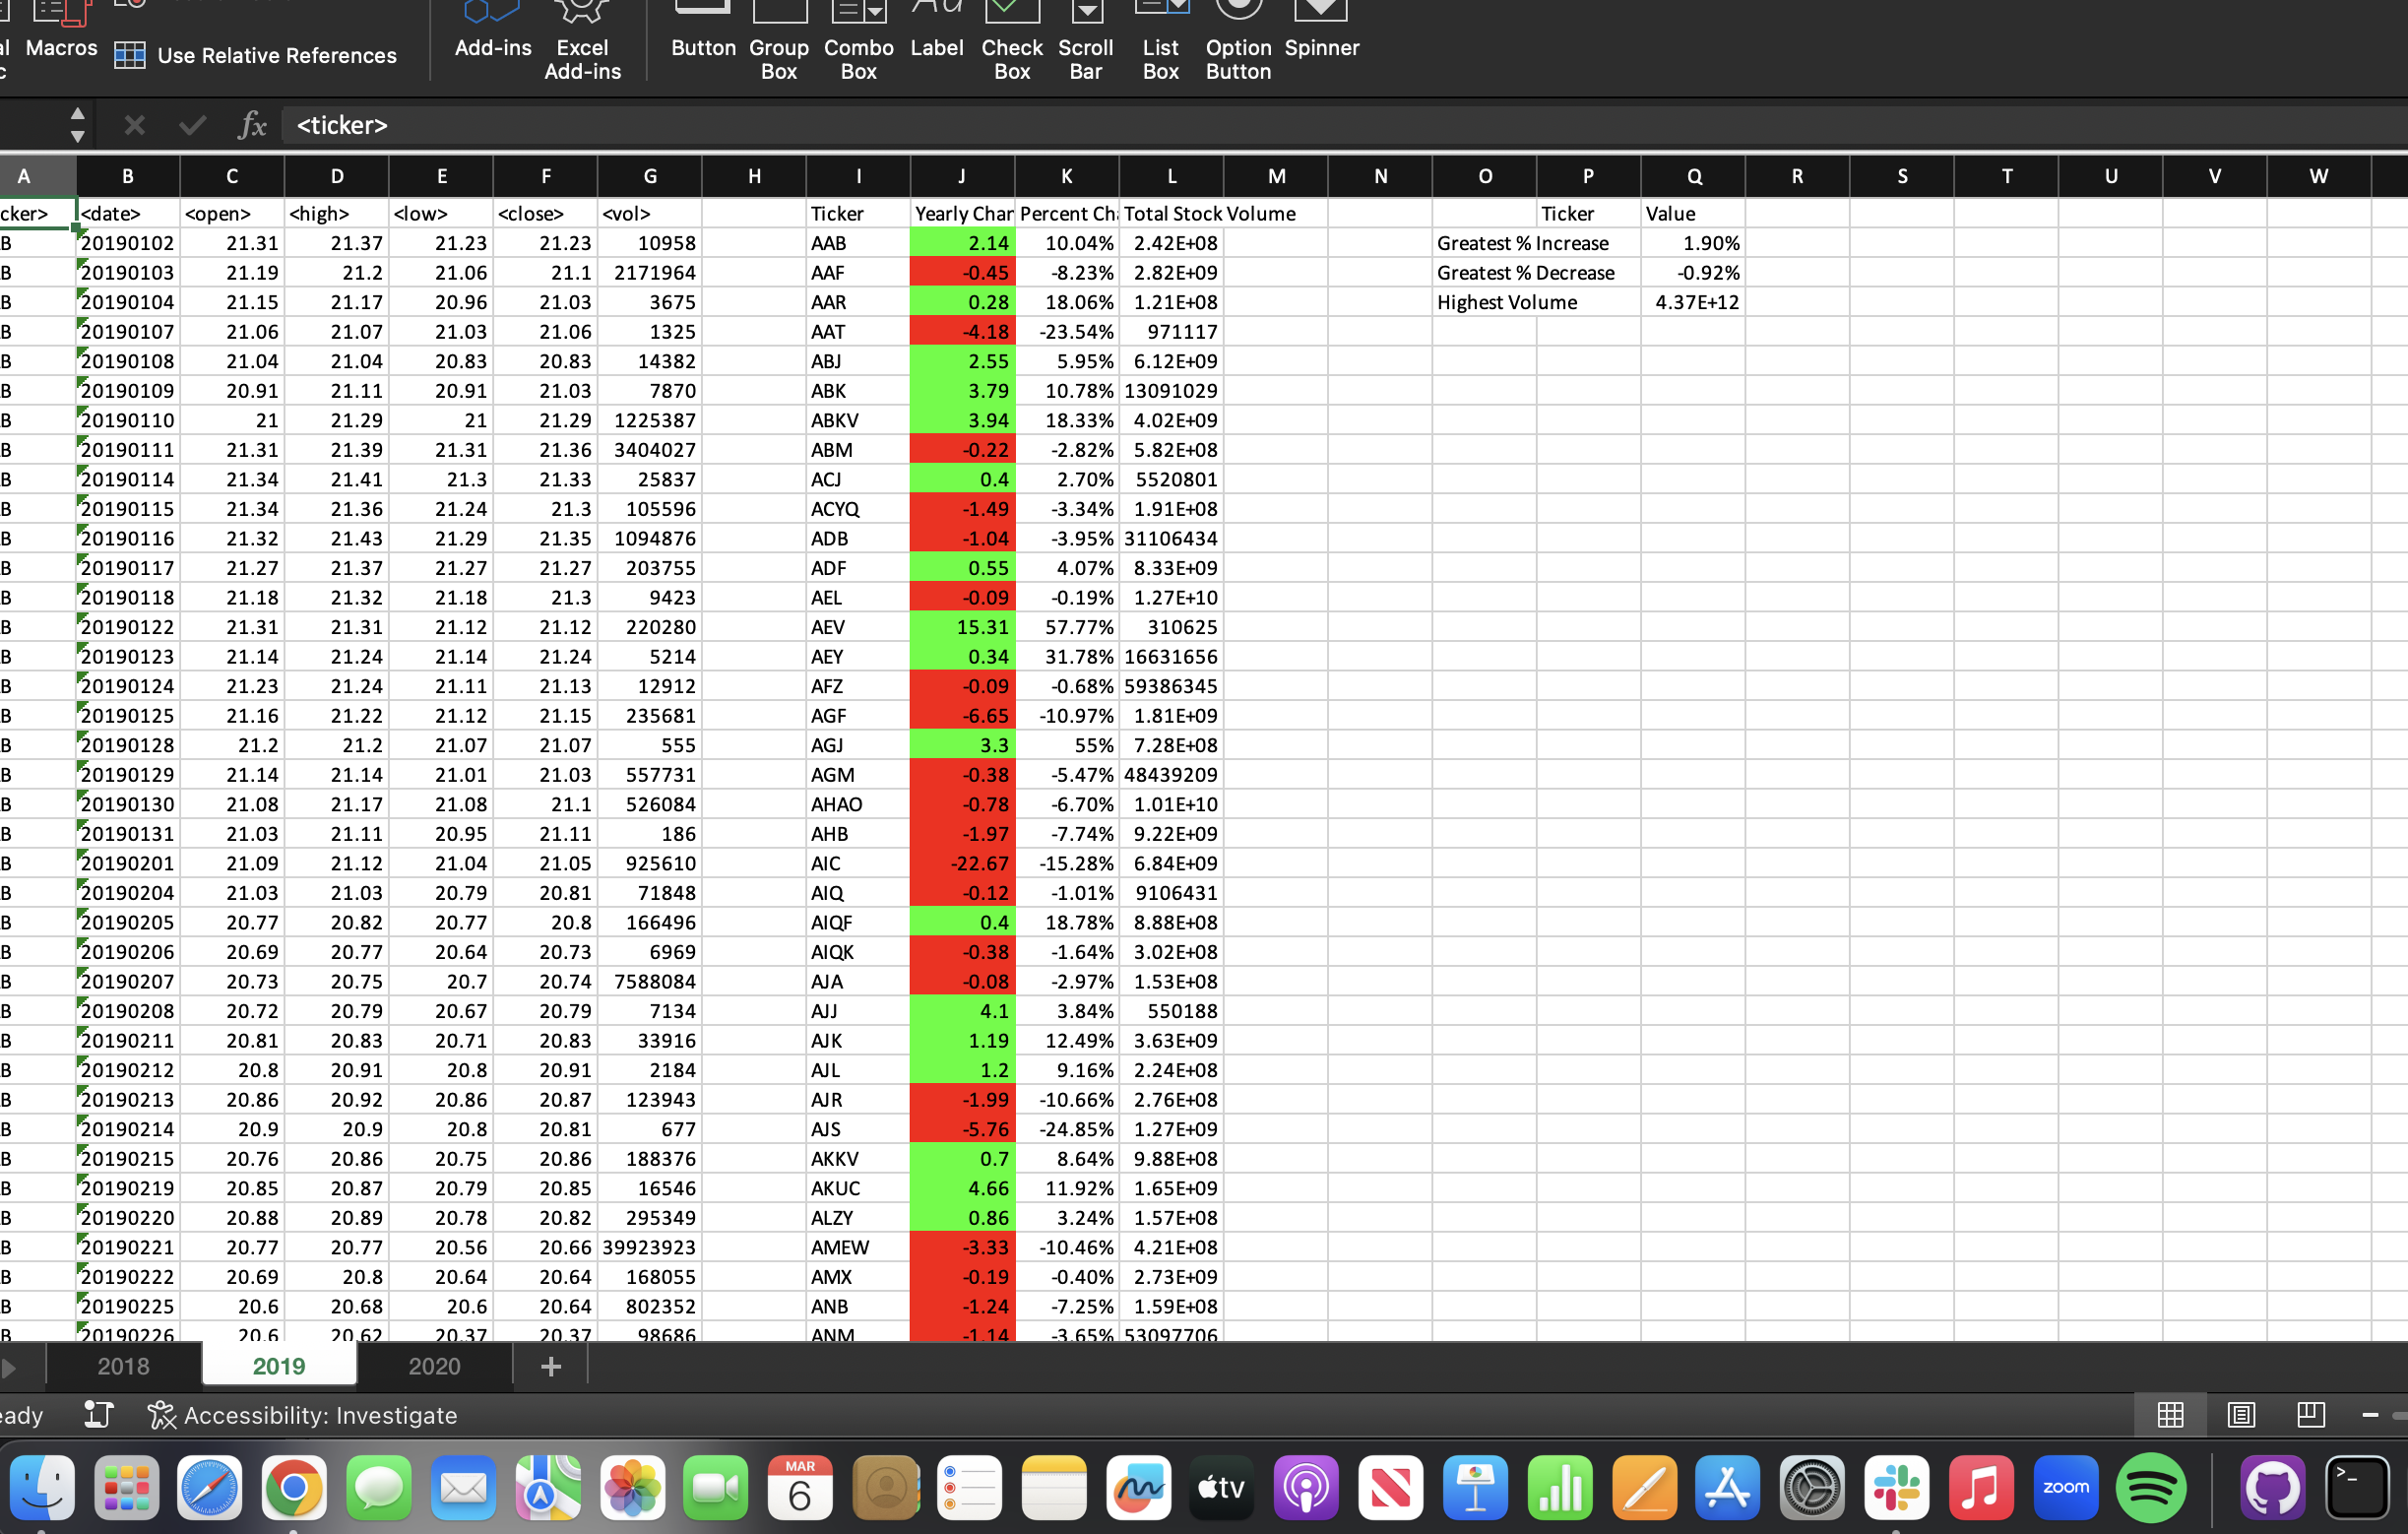 Macros Use Relative References Add-ins Excel Add-ins Button Group Box Combo Box Label Check Box Scroll Bar List Box Option Button Spinner
fx <ticker>
A B C D E F G H I J K L M N O P Q R S T U V W
cker> <date> <open> <high> <low> <close> <vol> Ticker Yearly Chan Percent Ch Total Stock Volume Ticker Value
B 20190102 21.31 21.37 21.23 21.23 10958 AAB 2.14 10.04% 2.42E+08 Greatest % Increase 1.90%
B 20190103 21.19 21.2 21.06 21.1 2171964 AAF -0.45 -8.23% 2.82E+09 Greatest % Decrease -0.92%
B 20190104 21.15 21.17 20.96 21.03 3675 AAR 0.28 18.06% 1.21E+08 Highest Volume 4.37E+12
B 20190107 21.06 21.07 21.03 21.06 1325 AAT -4.18 -23.54% 971117
B 20190108 21.04 21.04 20.83 20.83 14382 ABJ 2.55 5.95% 6.12E+09
B 20190109 20.91 21.11 20.91 21.03 7870 ABK 3.79 10.78% 13091029
B 20190110 21 21.29 21 21.29 1225387 ABKV 3.94 18.33% 4.02E+09
B 20190111 21.31 21.39 21.31 21.36 3404027 ABM -0.22 -2.82% 5.82E+08
B 20190114 21.34 21.41 21.3 21.33 25837 ACJ 0.4 2.70% 5520801
B 20190115 21.34 21.36 21.24 21.3 105596 ACYQ -1.49 -3.34% 1.91E+08
B 20190116 21.32 21.43 21.29 21.35 1094876 ADB -1.04 -3.95% 31106434
B 20190117 21.27 21.37 21.27 21.27 203755 ADF 0.55 4.07% 8.33E+09
B 20190118 21.18 21.32 21.18 21.3 9423 AEL -0.09 -0.19% 1.27E+10
B 20190122 21.31 21.31 21.12 21.12 220280 AEV 15.31 57.77% 310625
B 20190123 21.14 21.24 21.14 21.24 5214 AEY 0.34 31.78% 16631656
B 20190124 21.23 21.24 21.11 21.13 12912 AFZ -0.09 -0.68% 59386345
B 20190125 21.16 21.22 21.12 21.15 235681 AGF -6.65 -10.97% 1.81E+09
B 20190128 21.2 21.2 21.07 21.07 555 AGJ 3.3 55% 7.28E+08
B 20190129 21.14 21.14 21.01 21.03 557731 AGM -0.38 -5.47% 48439209
B 20190130 21.08 21.17 21.08 21.1 526084 AHAO -0.78 -6.70% 1.01E+10
B 20190131 21.03 21.11 20.95 21.11 186 AHB -1.97 -7.74% 9.22E+09
B 20190201 21.09 21.12 21.04 21.05 925610 AIC -22.67 -15.28% 6.84E+09
B 20190204 21.03 21.03 20.79 20.81 71848 AIQ -0.12 -1.01% 9106431
B 20190205 20.77 20.82 20.77 20.8 166496 AIQF 0.4 18.78% 8.88E+08
B 20190206 20.69 20.77 20.64 20.73 6969 AIQK -0.38 -1.64% 3.02E+08
B 20190207 20.73 20.75 20.7 20.74 7588084 AJA -0.08 -2.97% 1.53E+08
B 20190208 20.72 20.79 20.67 20.79 7134 AJJ 4.1 3.84% 550188
B 20190211 20.81 20.83 20.71 20.83 33916 AJK 1.19 12.49% 3.63E+09
B 20190212 20.8 20.91 20.8 20.91 2184 AJL 1.2 9.16% 2.24E+08
B 20190213 20.86 20.92 20.86 20.87 123943 AJR -1.99 -10.66% 2.76E+08
B 20190214 20.9 20.9 20.8 20.81 677 AJS -5.76 -24.85% 1.27E+09
B 20190215 20.76 20.86 20.75 20.86 188376 AKKV 0.7 8.64% 9.88E+08
B 20190219 20.85 20.87 20.79 20.85 16546 AKUC 4.66 11.92% 1.65E+09
B 20190220 20.88 20.89 20.78 20.82 295349 ALZY 0.86 3.24% 1.57E+08
B 20190221 20.77 20.77 20.56 20.66 39923923 AMEW -3.33 -10.46% 4.21E+08
B 20190222 20.69 20.8 20.64 20.64 168055 AMX -0.19 -0.40% 2.73E+09
B 20190225 20.6 20.68 20.6 20.64 802352 ANB -1.24 -7.25% 1.59E+08
B 20190226 20.6 20.62 20.37 20.37 98686 ANM -1.14 -3.65% 53097706
2018 2019 2020
eady Accessibility: Investigate
MAR 6 tv zoom